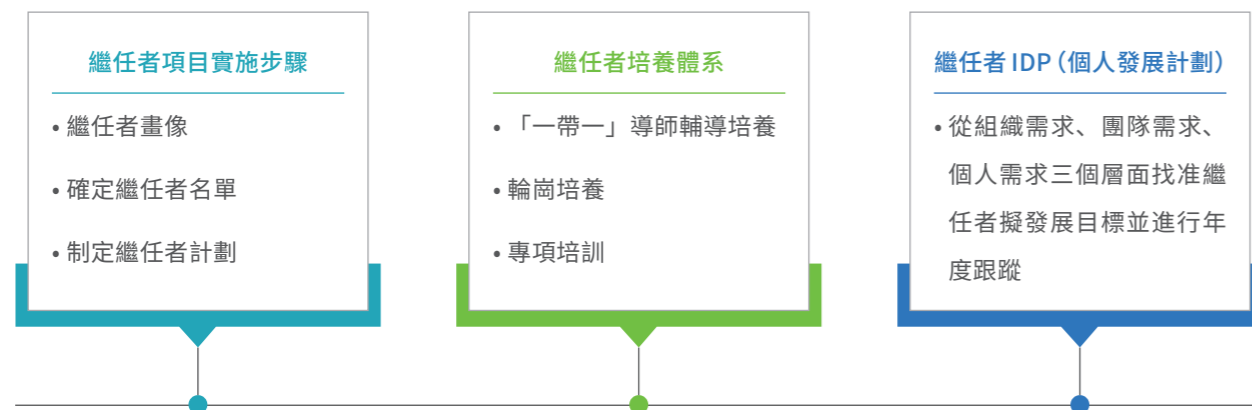 繼任者項目實施步驟
• 繼任者畫像
• 確定繼任者名單
• 制定繼任者計劃
繼任者培養體系
• 「一帶一」導師輔導培養
• 輪崗培養
• 專項培訓
繼任者 IDP（個人發展計劃）
• 從組織需求、團隊需求、
個人需求三個層面找准繼
任者擬發展目標並進行年
度跟蹤